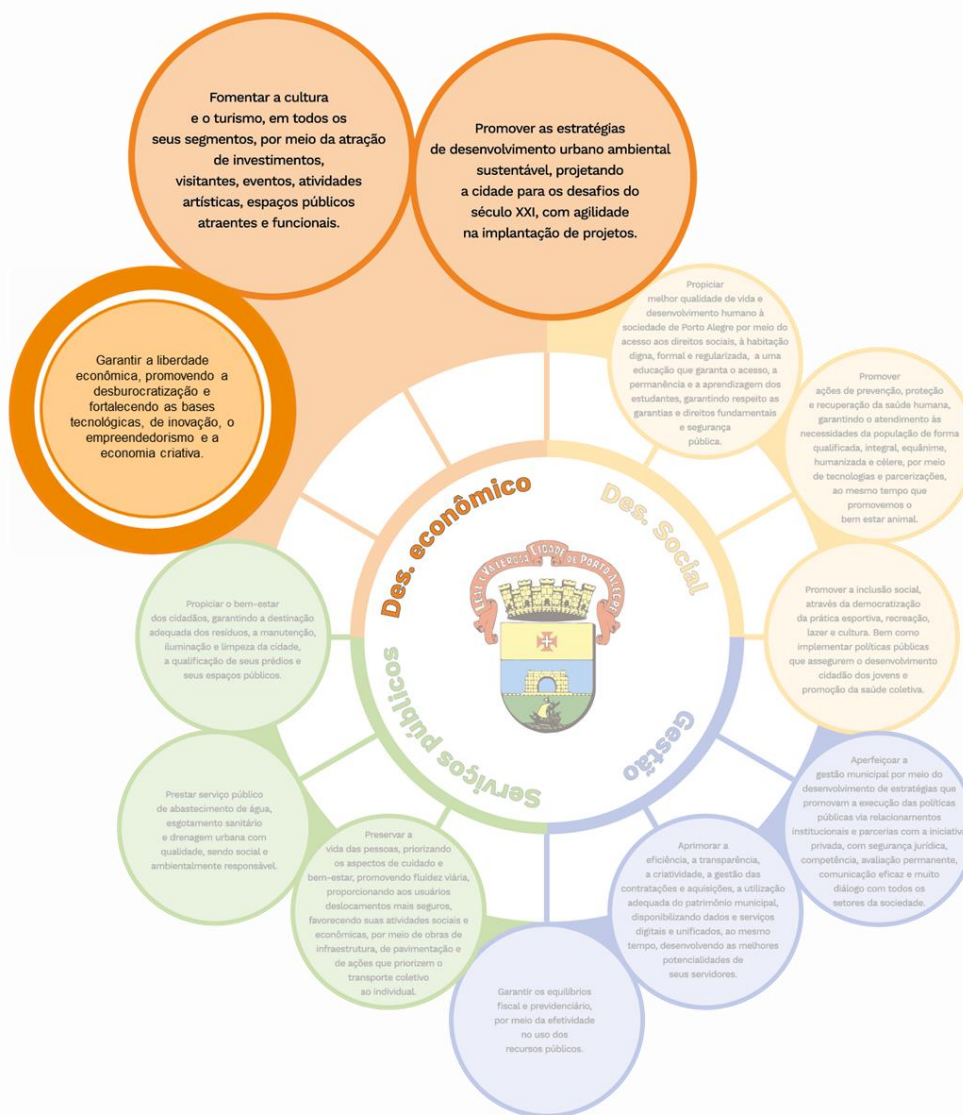 Fomentar a cultura
e o turismo, em todos os
seus segmentos, por meio da atração
de investimentos,
visitantes, eventos, atividades
artísticas, espaços públicos
atraentes e funcionais.
Promover as estratégias
de desenvolvimento urbano ambiental
sustentável, projetando
a cidade para os desafios do
século XXI, com agilidade
na implantação de projetos.
Garantir a liberdade
econômica, promovendo a
desburocratização e
fortalecendo as bases
tecnológicas, de inovação, o
empreendedorismo e a
economia criativa.
Propiciar
melhor qualidade de vida e
desenvolvimento humano à
sociedade de Porto Alegre por meio do
acesso aos direitos sociais, à habitação
digna, formal e regularizada, a uma
educação que garanta o acesso, a
permanência e a aprendizagem dos
estudantes, garantindo respeito as
garantias e direitos fundamentais
e segurança
pública.
Promover
ações de prevenção, proteção
e recuperação da saúde humana,
garantindo o atendimento às
necessidades da população de forma
qualificada, integral, equânime,
humanizada e célere, por meio
de tecnologias e parcerizações,
ao mesmo tempo que
promovemos o
bem estar animal.
Promover a inclusão social,
através da democratização
da prática esportiva, recreação,
lazer e cultura. Bem como
implementar políticas públicas
que assegurem o desenvolvimento
cidadão dos jovens e
promoção da saúde coletiva.
Aperfeiçoar a
gestão municipal por meio do
desenvolvimento de estratégias que
promovam a execução das políticas
públicas via relacionamentos
institucionais e parcerias com a iniciativa
privada, com segurança jurídica,
competência, avaliação permanente,
comunicação eficaz e muito
diálogo com todos os
setores da sociedade.
Aprimorar a
eficiência, a transparência,
a criatividade, a gestão das
contratações e aquisições, a utilização
adequada do patrimônio municipal,
disponibilizando dados e serviços
digitais e unificados, ao mesmo
tempo, desenvolvendo as melhores
potencialidades de
seus servidores.
Garantir os equilíbrios
fiscal e previdenciário,
por meio da efetividade
no uso dos
recursos públicos.
Preservar a
vida das pessoas, priorizando
os aspectos de cuidado e
bem-estar, promovendo fluidez viária,
proporcionando aos usuários
deslocamentos mais seguros,
favorecendo suas atividades sociais e
econômicas, por meio de obras de
infraestrutura, de pavimentação e
de ações que priorizem o
transporte coletivo
ao individual.
Prestar serviço público
de abastecimento de água,
esgotamento sanitário
e drenagem urbana com
qualidade, sendo social e
ambientalmente responsável.
Propiciar o bem-estar
dos cidadãos, garantindo a destinação
adequada dos resíduos, a manutenção,
iluminação e limpeza da cidade,
a qualificação de seus prédios e
seus espaços públicos.
Des. econômico
Des. Social
Gestão
Serviços públicos
LEAL E VALEROSA CIDADE DE PORTO ALEGRE